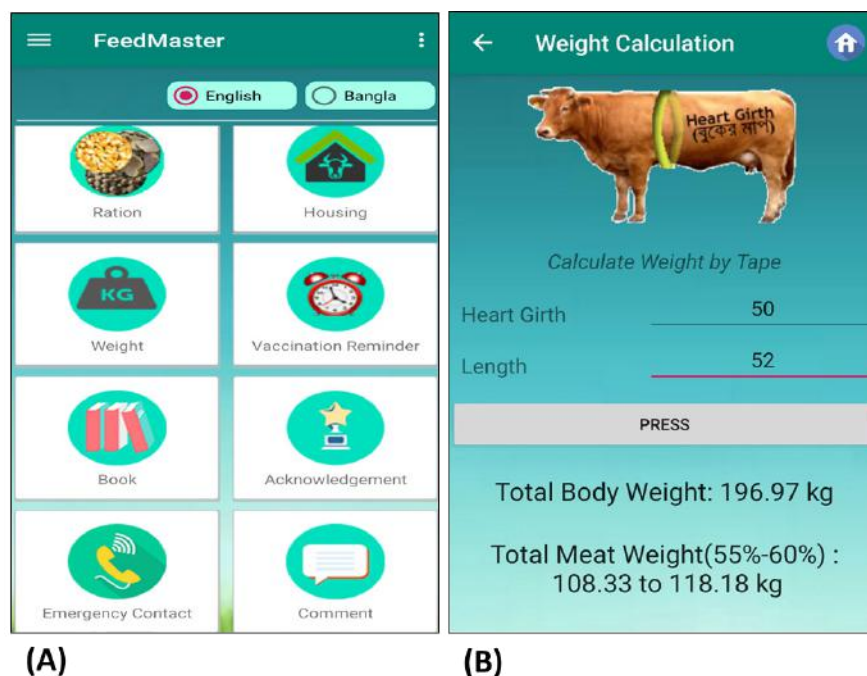 FeedMaster
English
Bangla
Ration
Housing
KG
Weight
Vaccination Reminder
Book
Acknowledgement
Emergency Contact
Comment
(A)
Weight Calculation
Heart Girth
(বুকের মাপ)
Calculate Weight by Tape
Heart Girth 50
Length 52
PRESS
Total Body Weight: 196.97 kg
Total Meat Weight(55%-60%) :
108.33 to 118.18 kg
(B)